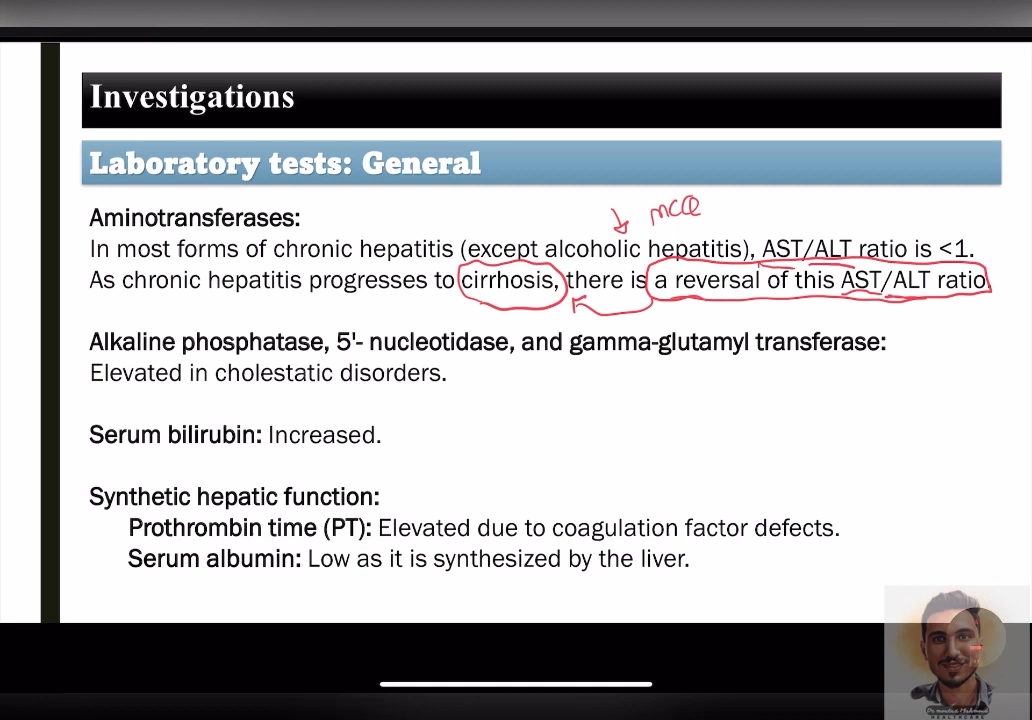 Investigations
Laboratory tests: General
Aminotransferases:
MCQ
In most forms of chronic hepatitis (except alcoholic hepatitis), AST/ALT ratio is <1.
As chronic hepatitis progresses to cirrhosis, there is a reversal of this AST/ALT ratio.
Alkaline phosphatase, 5'- nucleotidase, and gamma-glutamyl transferase:
Elevated in cholestatic disorders.
Serum bilirubin: Increased.
Synthetic hepatic function:
Prothrombin time (PT): Elevated due to coagulation factor defects.
Serum albumin: Low as it is synthesized by the liver.
HEALTHCARE